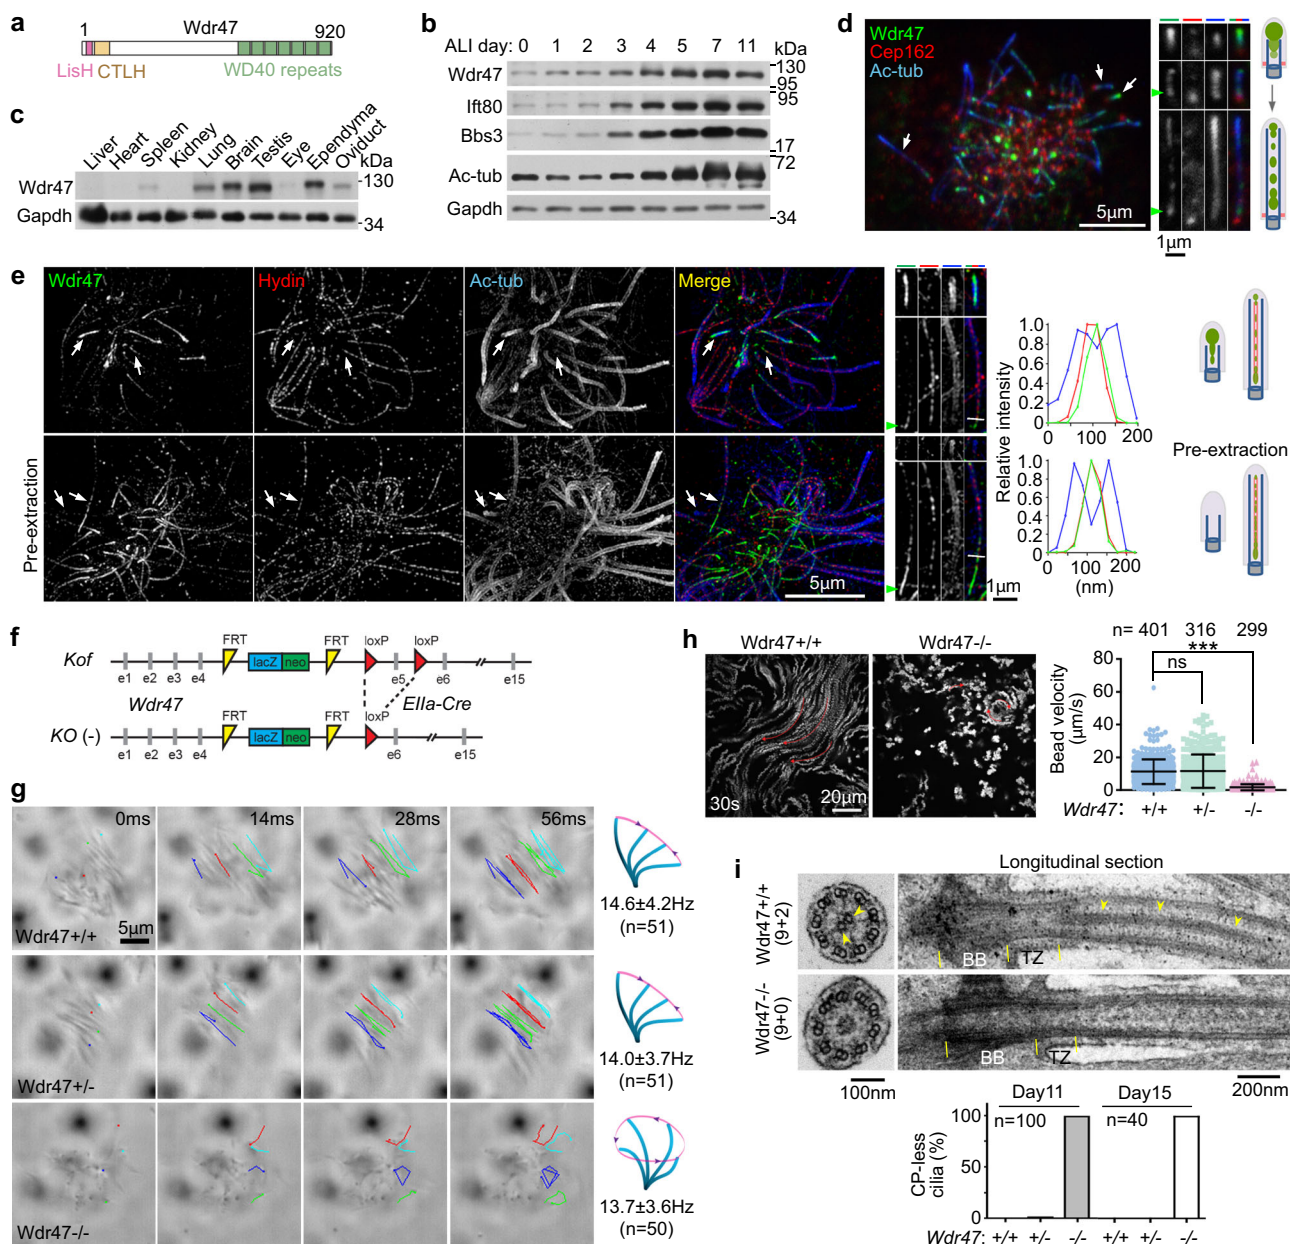 a
1 Wdr47 920
LisH CTLH WD40 repeats
b
ALI day: 0 1 2 3 4 5 7 11 kDa
Wdr47
130
95
Ift80
95
Bbs3
17
Ac-tub
72
Gapdh
34
c
Liver Heart Spleen Kidney Lung Brain Testis Eye Ependyma Oviduct kDa
Wdr47
130
Gapdh
34
d
Wdr47
Cep162
Ac-tub
5μm
1μm
e
Wdr47 Hydin Ac-tub Merge
Pre-extraction
5μm
1μm
Relative intensity
1.0
0.8
0.6
0.4
0.2
0
0 100 200
1.0
0.8
0.6
0.4
0.2
0
0 100 200
(nm)
Pre-extraction
f
Kof
FRT lacZ neo FRT loxP loxP
e1 e2 e3 e4 e5 e6 e15
Wdr47 EIIa-Cre
KO (-)
FRT lacZ neo FRT loxP
e1 e2 e3 e4 e6 e15
g
0ms 14ms 28ms 56ms
5μm
Wdr47+/+
14.6±4.2Hz
(n=51)
Wdr47+/-
14.0±3.7Hz
(n=51)
Wdr47-/-
13.7±3.6Hz
(n=50)
h
Wdr47+/+ Wdr47-/-
30s 20μm
n= 401 316 299
***
ns
Bead velocity
(μm/s)
80
60
40
20
0
Wdr47: +/+ +/- -/-
i
Longitudinal section
Wdr47+/+
(9+2)
BB TZ
Wdr47-/-
(9+0)
BB TZ
100nm 200nm
Day11 Day15
n=100 n=40
CP-less
cilia (%)
100
50
0
Wdr47: +/+ +/- -/- +/+ +/- -/-